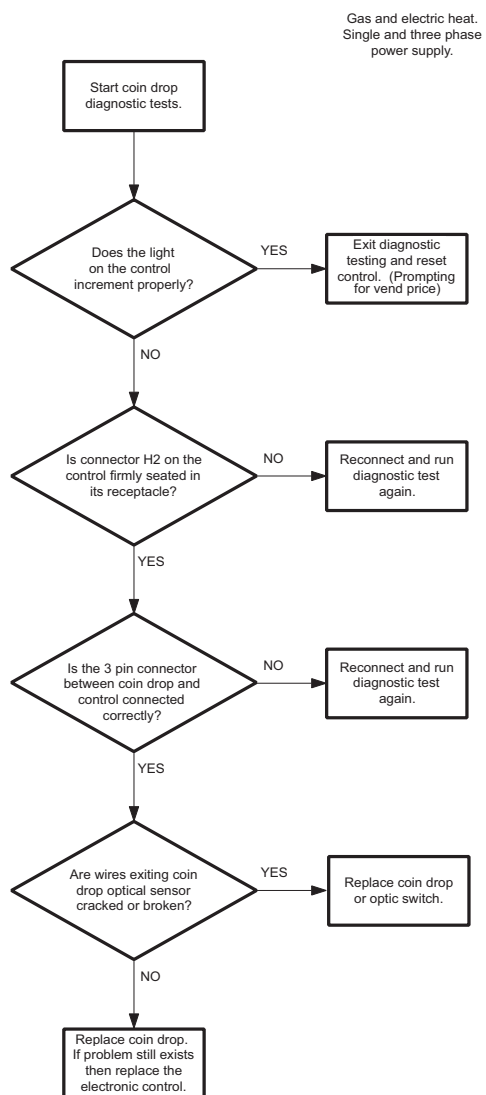 Gas and electric heat.
Single and three phase
power supply.
Start coin drop
diagnostic tests.
Does the light
on the control
increment properly?
YES
Exit diagnostic
testing and reset
control. (Prompting
for vend price)
NO
Is connector H2 on the
control firmly seated in
its receptacle?
NO
Reconnect and run
diagnostic test
again.
YES
Is the 3 pin connector
between coin drop and
control connected
correctly?
NO
Reconnect and run
diagnostic test
again.
YES
Are wires exiting coin
drop optical sensor
cracked or broken?
YES
Replace coin drop
or optic switch.
NO
Replace coin drop.
If problem still exists
then replace the
electronic control.